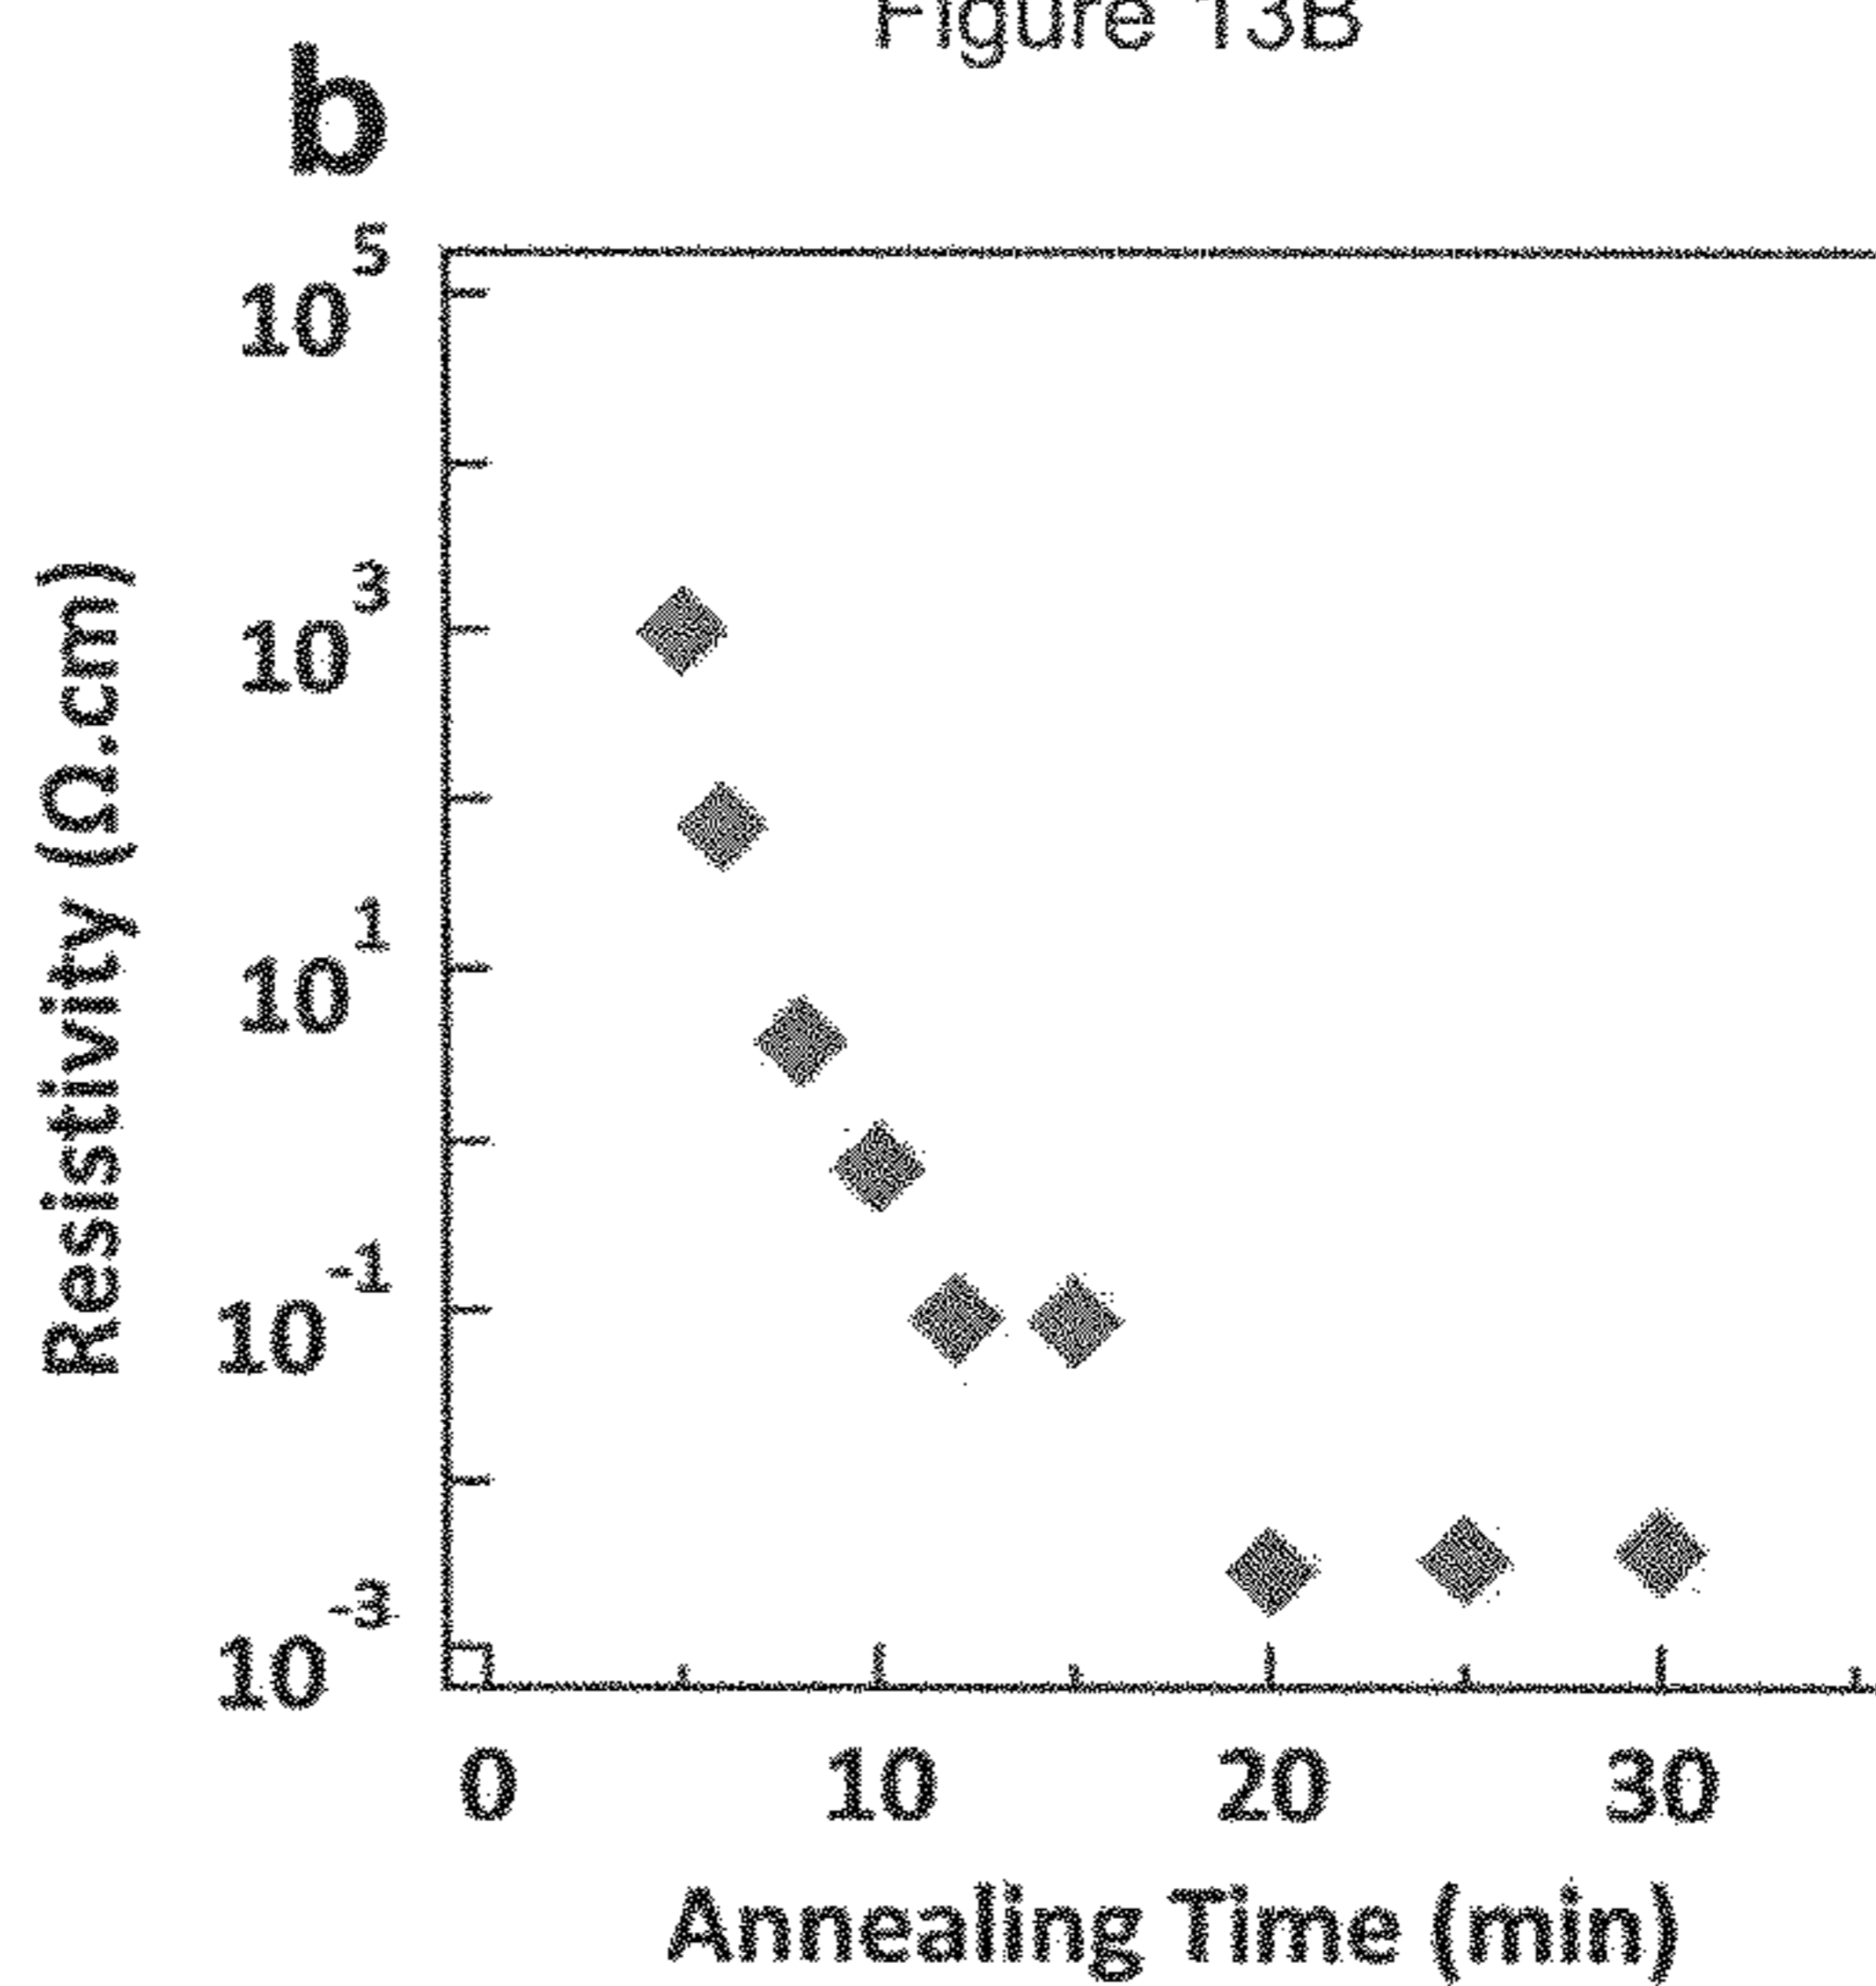 Figure 13B
b
10^5
10^3
10^1
10^-1
10^-3
Resistivity (Ω.cm)
0 10 20 30
Annealing Time (min)